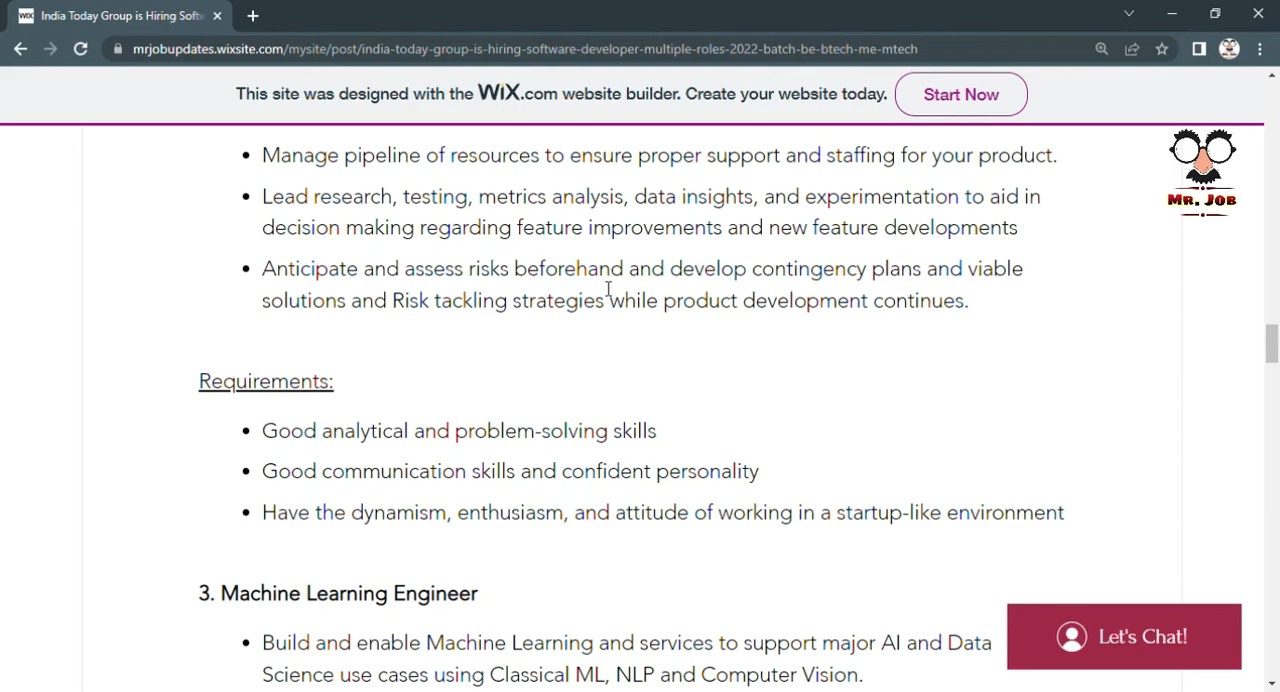 WIX India Today Group is Hiring Softw
mrjobupdates.wixsite.com/mysite/post/india-today-group-is-hiring-software-developer-multiple-roles-2022-batch-be-btech-me-mtech
This site was designed with the WIX.com website builder. Create your website today. Start Now
• Manage pipeline of resources to ensure proper support and staffing for your product.
MR. JOB
• Lead research, testing, metrics analysis, data insights, and experimentation to aid in
decision making regarding feature improvements and new feature developments
• Anticipate and assess risks beforehand and develop contingency plans and viable
solutions and Risk tackling strategies while product development continues.
Requirements:
• Good analytical and problem-solving skills
• Good communication skills and confident personality
• Have the dynamism, enthusiasm, and attitude of working in a startup-like environment
3. Machine Learning Engineer
• Build and enable Machine Learning and services to support major AI and Data
Science use cases using Classical ML, NLP and Computer Vision.
Let's Chat!